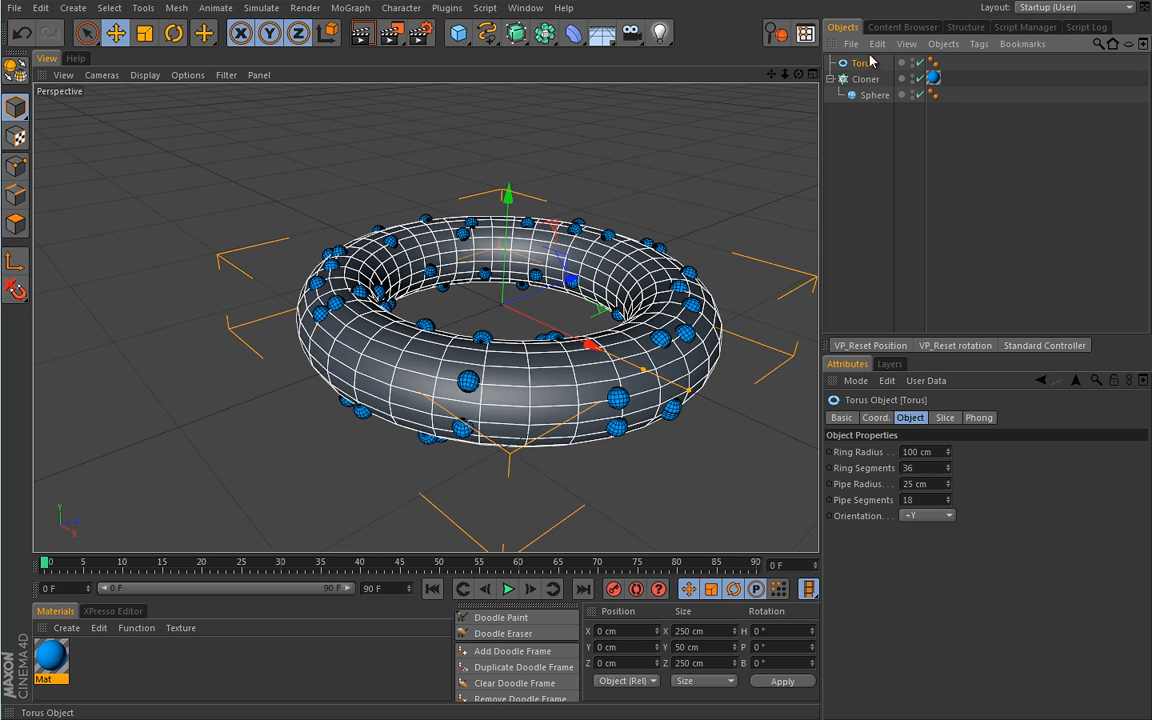 File Edit Create Select Tools Mesh Animate Simulate Render MoGraph Character Plugins Script Window Help Layout: Startup (User)
Objects Content Browser Structure Script Manager Script Log
File Edit View Objects Tags Bookmarks
View Help
View Cameras Display Options Filter Panel
Perspective
Torus
Cloner
Sphere
X Y Z
VP_Reset Position VP_Reset rotation Standard Controller
Attributes Layers
Mode Edit User Data
Torus Object [Torus]
Basic Coord. Object Slice Phong
Object Properties
Ring Radius . . 100 cm
Ring Segments 36
Pipe Radius. . . 25 cm
Pipe Segments 18
Orientation. . . +Y
Y
Z
X
0 5 10 15 20 25 30 35 40 45 50 55 60 65 70 75 80 85 90 0 F
0 F 0 F 90 F 90 F
Materials XPresso Editor
Create Edit Function Texture
Mat
Doodle Paint
Doodle Eraser
Add Doodle Frame
Duplicate Doodle Frame
Clear Doodle Frame
Remove Doodle Frame
Position Size Rotation
X 0 cm X 250 cm H 0 °
Y 0 cm Y 50 cm P 0 °
Z 0 cm Z 250 cm B 0 °
Object (Rel) Size Apply
MAXON
CINEMA 4D
Torus Object